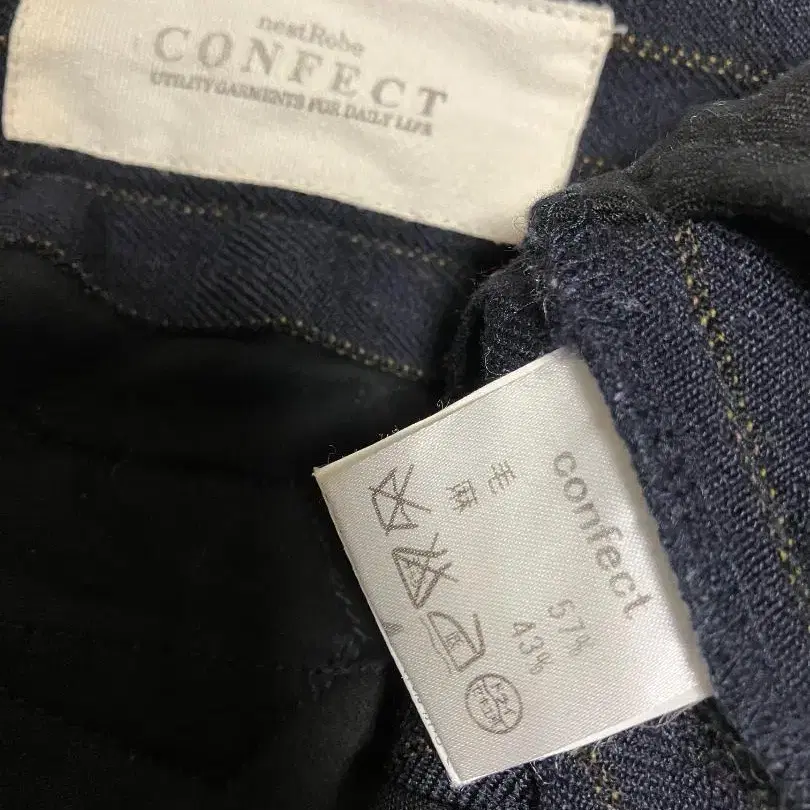 nestRobe
CONFECT
UTILITY GARMENTS FOR DAILY LIFE
confect
毛 57%
麻 43%